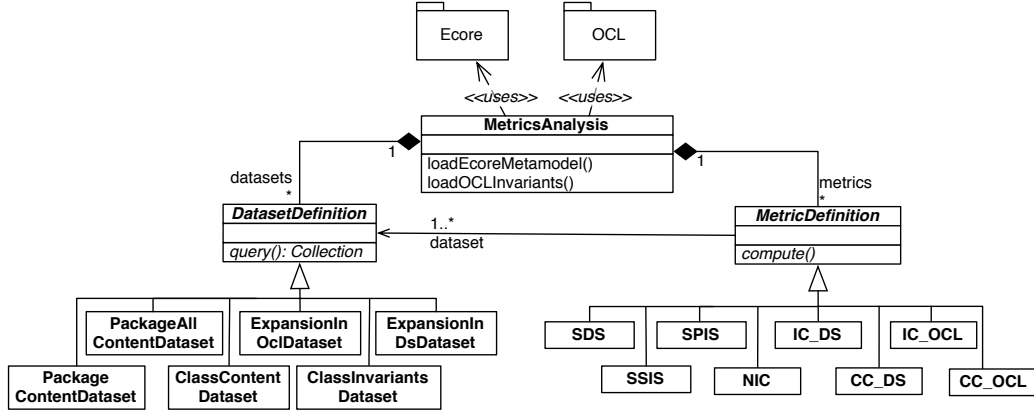 Ecore
OCL
<<uses>>
<<uses>>
MetricsAnalysis
1
loadEcoreMetamodel()
loadOCLInvariants()
1
datasets
*
metrics
*
DatasetDefinition
query(): Collection
1..*
dataset
MetricDefinition
compute()
PackageAll
ContentDataset
ExpansionIn
OclDataset
ExpansionIn
DsDataset
Package
ContentDataset
ClassContent
Dataset
ClassInvariants
Dataset
SDS
SPIS
IC_DS
IC_OCL
SSIS
NIC
CC_DS
CC_OCL